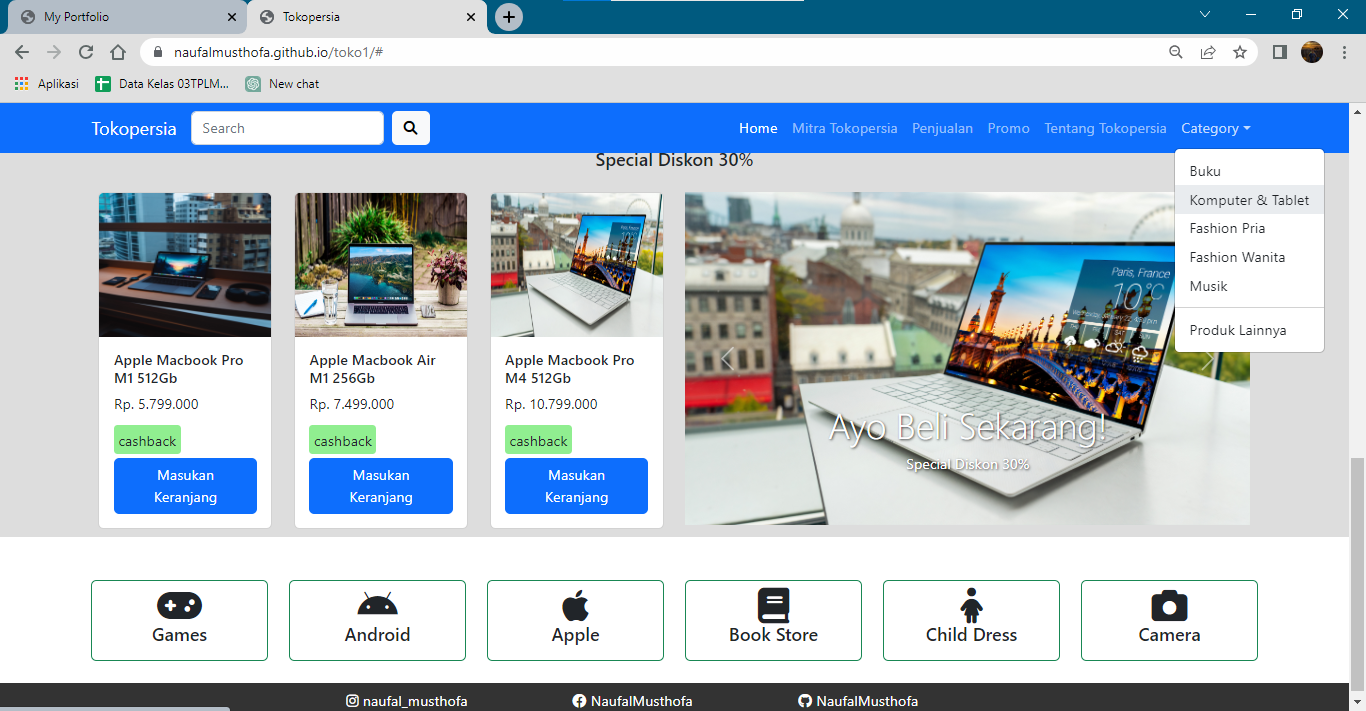 My Portfolio
Tokopersia
naufalmusthofa.github.io/toko1/#
Aplikasi
Data Kelas 03TPLM...
New chat
Tokopersia
Search
Home
Mitra Tokopersia
Penjualan
Promo
Tentang Tokopersia
Category
Buku
Komputer & Tablet
Fashion Pria
Fashion Wanita
Musik
Produk Lainnya
Special Diskon 30%
Apple Macbook Pro
M1 512Gb
Rp. 5.799.000
cashback
Masukan
Keranjang
Apple Macbook Air
M1 256Gb
Rp. 7.499.000
cashback
Masukan
Keranjang
Apple Macbook Pro
M4 512Gb
Rp. 10.799.000
cashback
Masukan
Keranjang
Paris, France
10°C
Ayo Beli Sekarang!
Special Diskon 30%
Games
Android
Apple
Book Store
Child Dress
Camera
naufal_musthofa
NaufalMusthofa
NaufalMusthofa